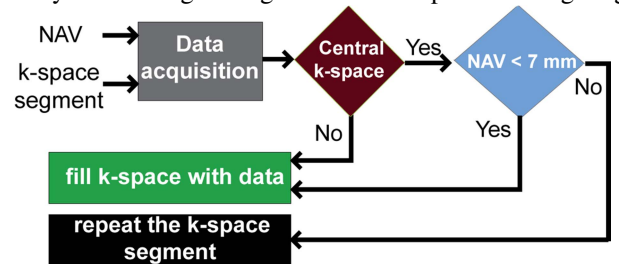 NAV
k-space
segment
Data
acquisition
Central
k-space
Yes
NAV < 7 mm
No
No
Yes
fill k-space with data
repeat the k-space
segment